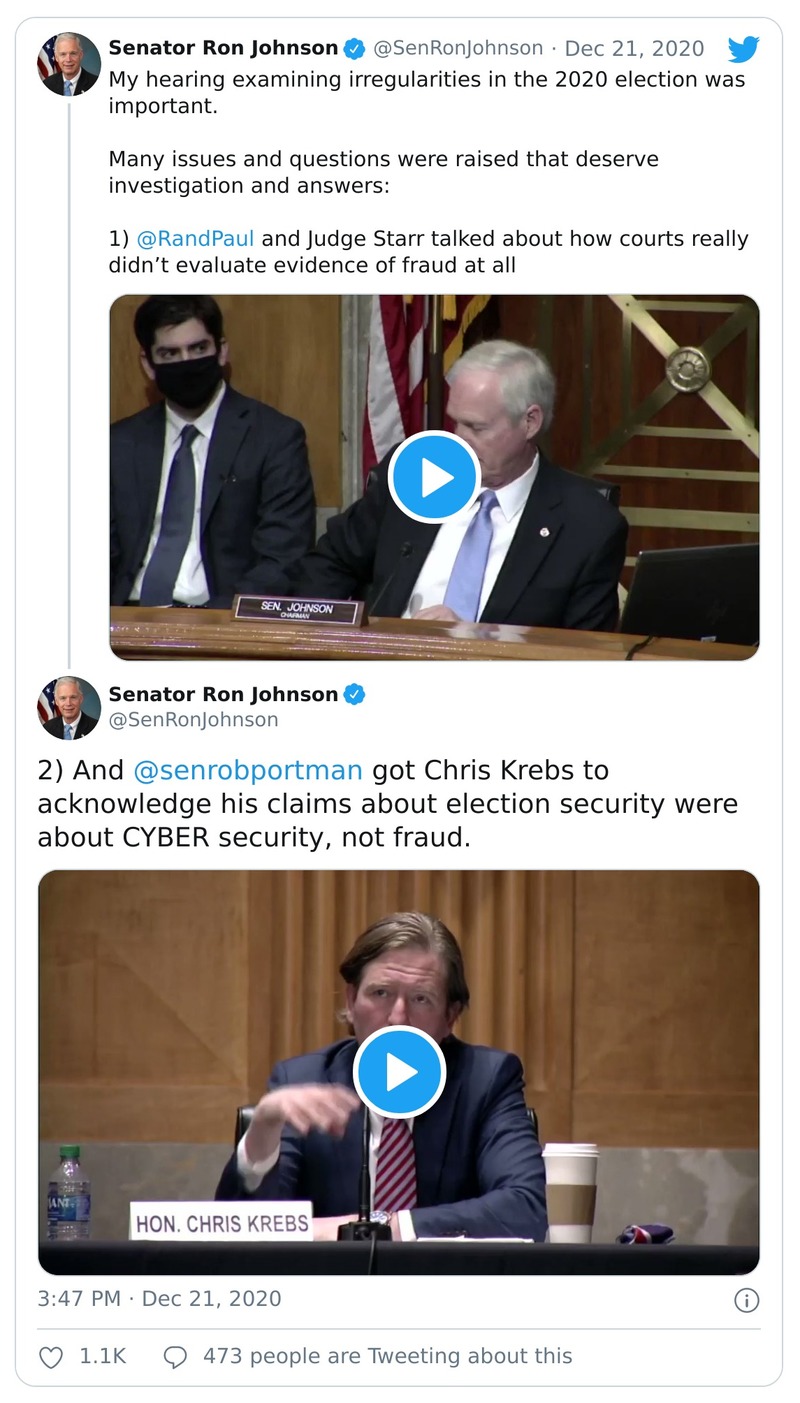 Senator Ron Johnson @SenRonJohnson · Dec 21, 2020
My hearing examining irregularities in the 2020 election was
important.
Many issues and questions were raised that deserve
investigation and answers:
1) @RandPaul and Judge Starr talked about how courts really
didn’t evaluate evidence of fraud at all
SEN. JOHNSON
CHAIRMAN
Senator Ron Johnson
@SenRonJohnson
2) And @senrobportman got Chris Krebs to
acknowledge his claims about election security were
about CYBER security, not fraud.
HON. CHRIS KREBS
3:47 PM · Dec 21, 2020
1.1K 473 people are Tweeting about this